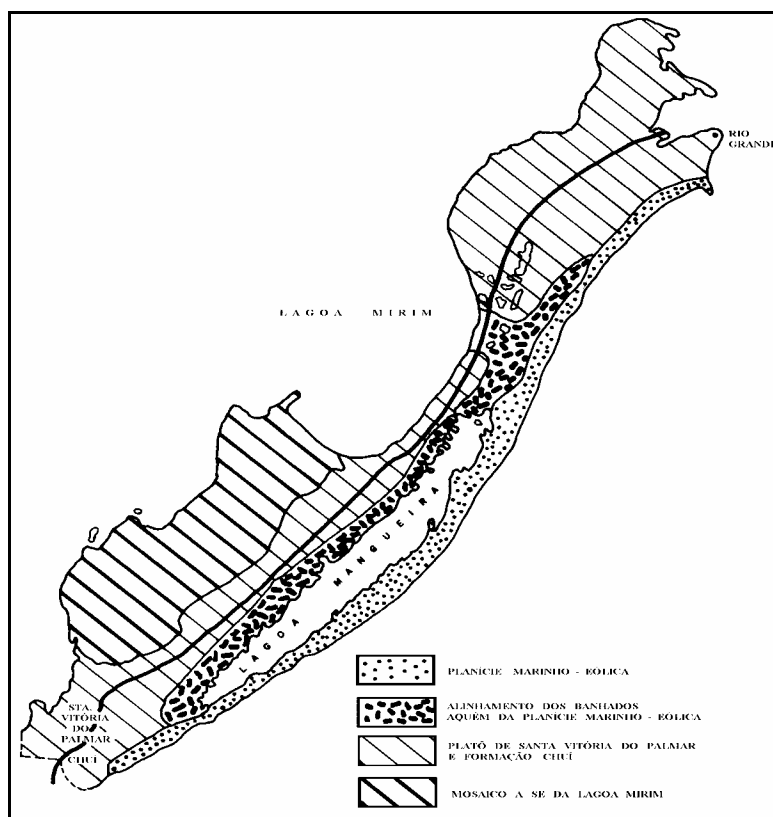 RIO
GRANDE
LAGOA MIRIM
LAGOA MANGUEIRA
STA.
VITÓRIA
DO
PALMAR
CHUÍ
PLANÍCIE MARINHO - EÓLICA
ALINHAMENTO DOS BANHADOS
AQUÉM DA PLANÍCIE MARINHO - EÓLICA
PLATÔ DE SANTA VITÓRIA DO PALMAR
E FORMAÇÃO CHUÍ
MOSAICO A SE DA LAGOA MIRIM